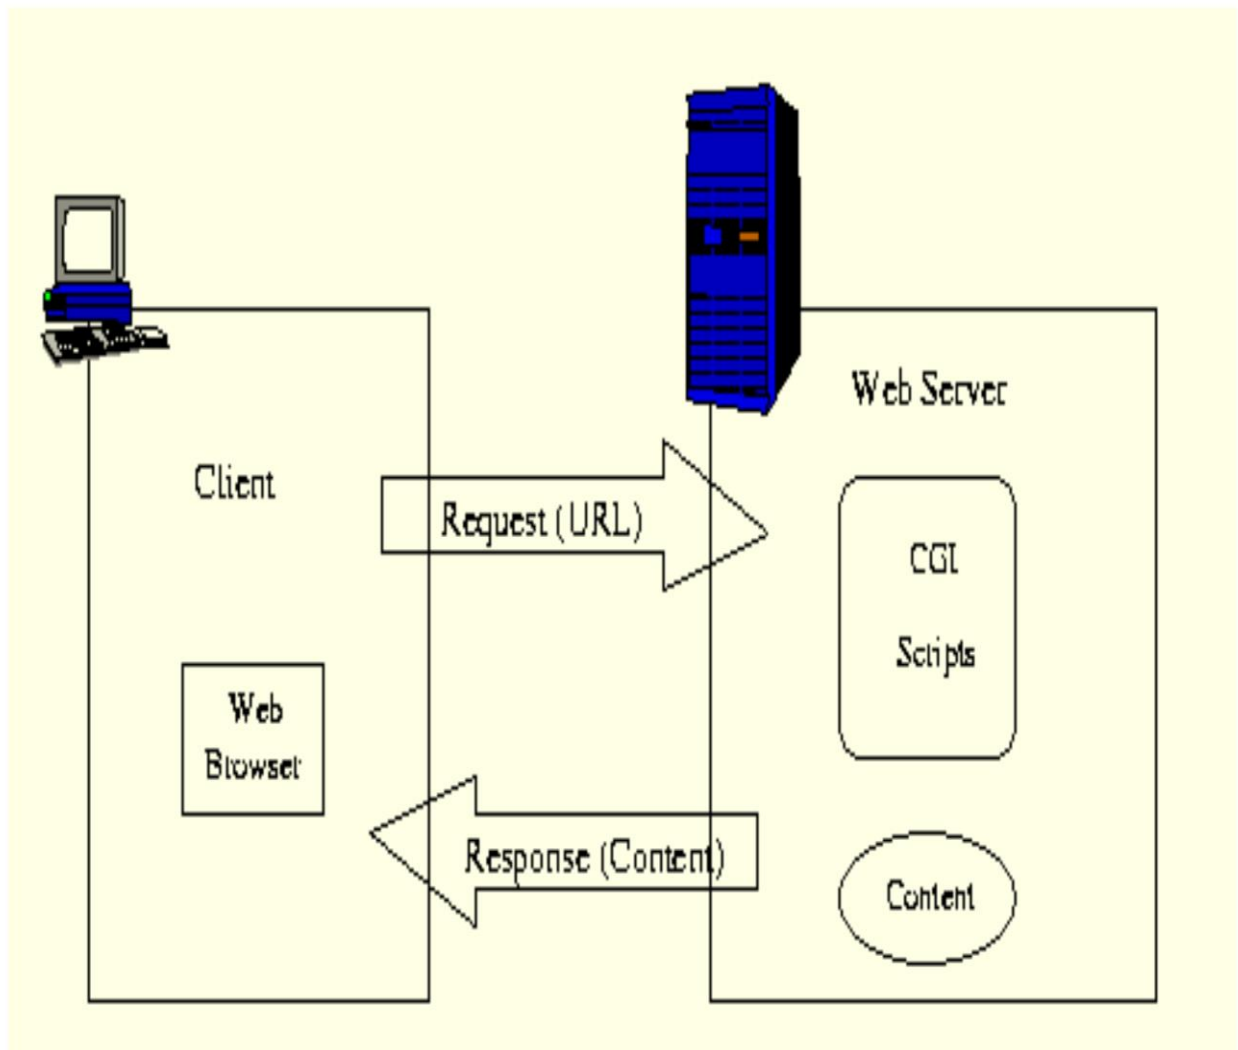 Web Server
Client
Request (URL)
CGI
Scripts
Web
Browser
Response (Content)
Content